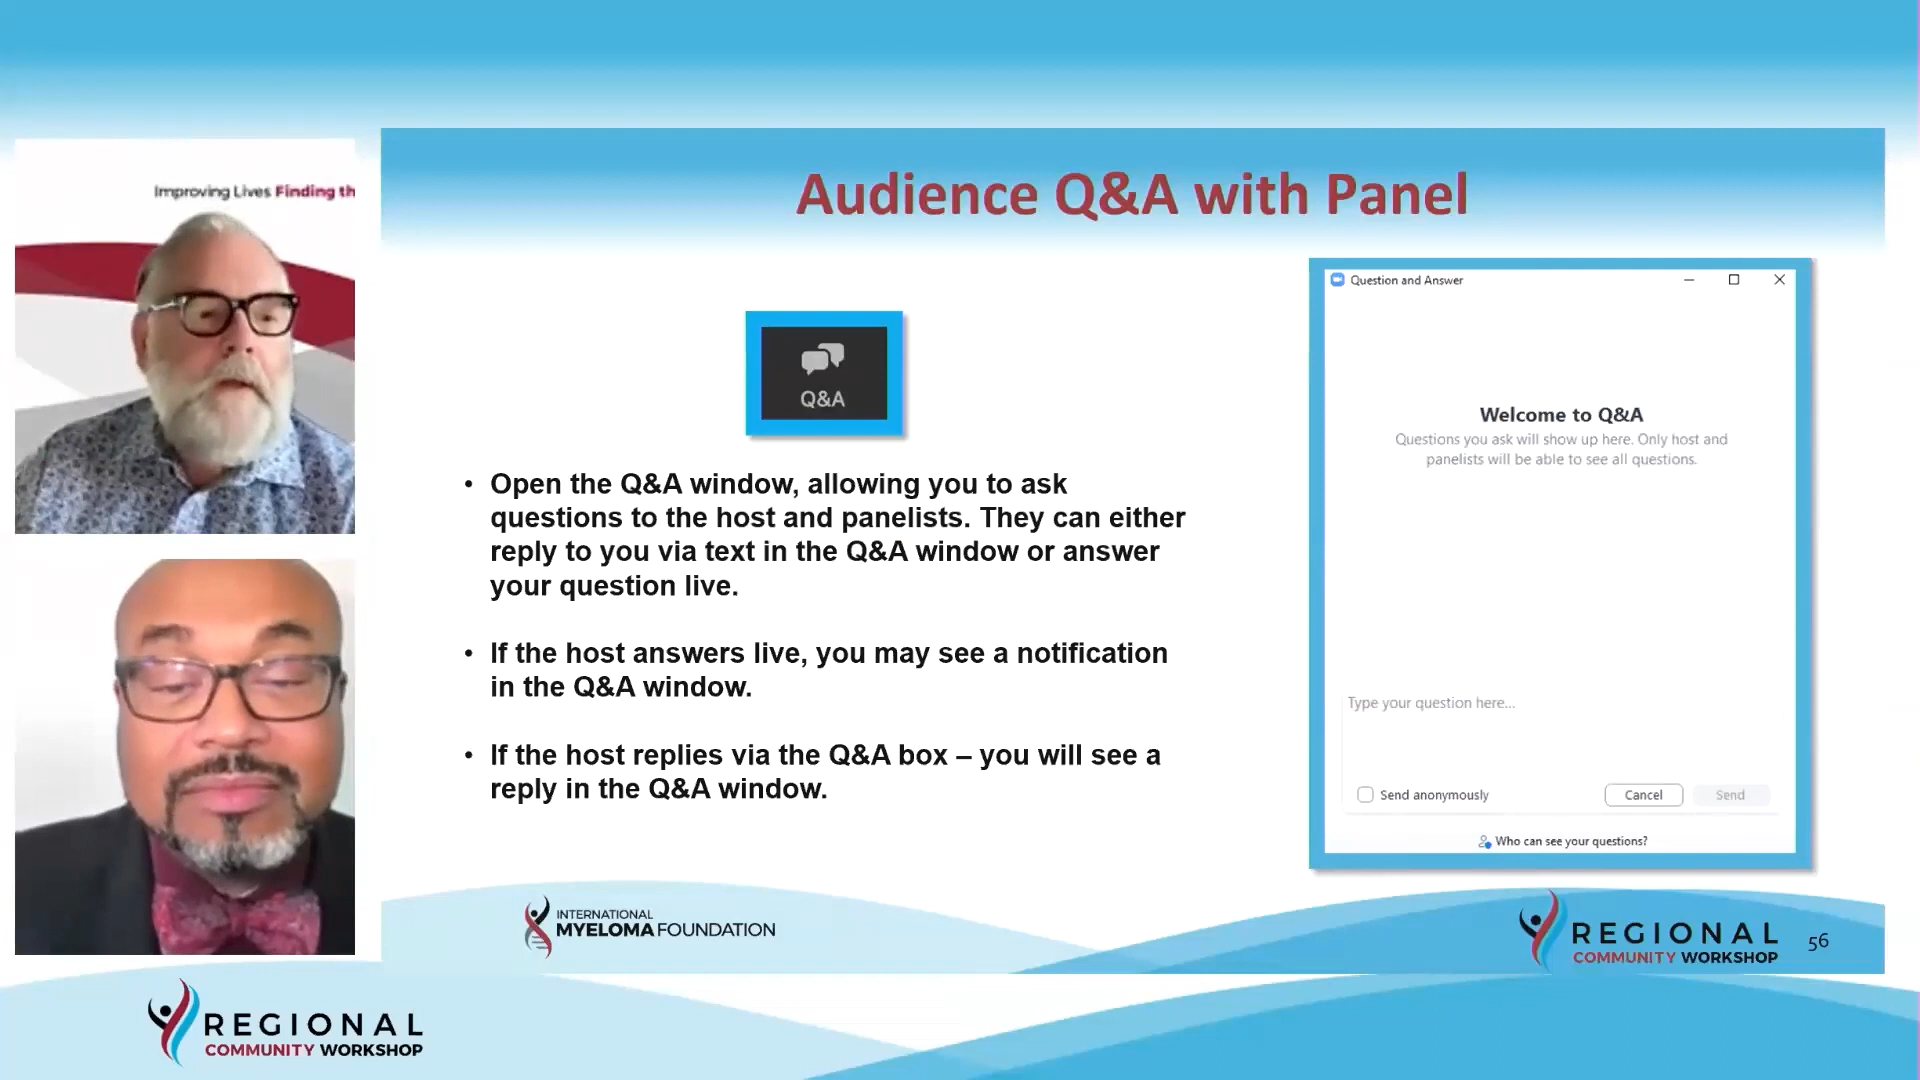 Improving Lives Finding th
Audience Q&A with Panel
Q&A
• Open the Q&A window, allowing you to ask
questions to the host and panelists. They can either
reply to you via text in the Q&A window or answer
your question live.
• If the host answers live, you may see a notification
in the Q&A window.
• If the host replies via the Q&A box – you will see a
reply in the Q&A window.
Question and Answer
Welcome to Q&A
Questions you ask will show up here. Only host and
panelists will be able to see all questions.
Type your question here...
Send anonymously
Cancel
Send
Who can see your questions?
INTERNATIONAL
MYELOMA FOUNDATION
REGIONAL
COMMUNITY WORKSHOP
56
REGIONAL
COMMUNITY WORKSHOP